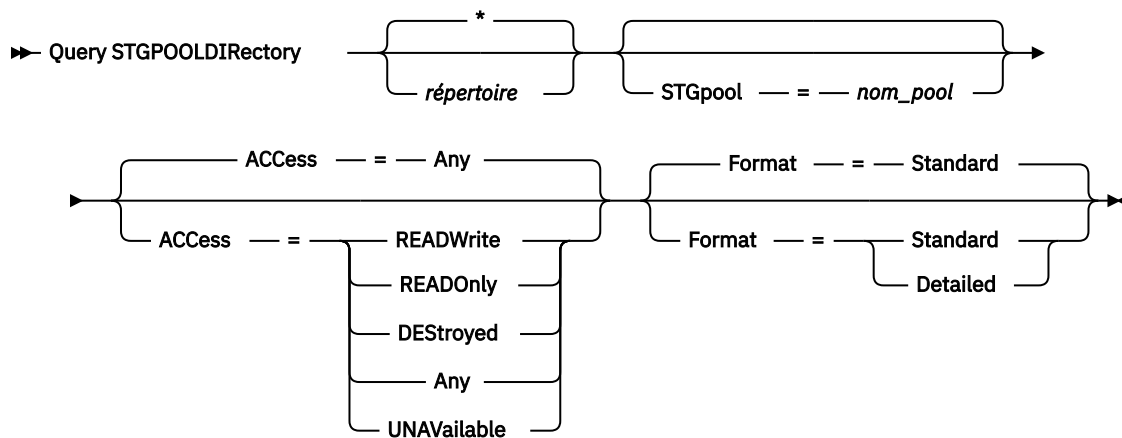 *
Query STGPOOLDIRectory
répertoire STGpool = nom_pool
ACCess = Any Format = Standard
ACCess = READWrite Format = Standard
READOnly Detailed
DEStroyed
Any
UNAVailable